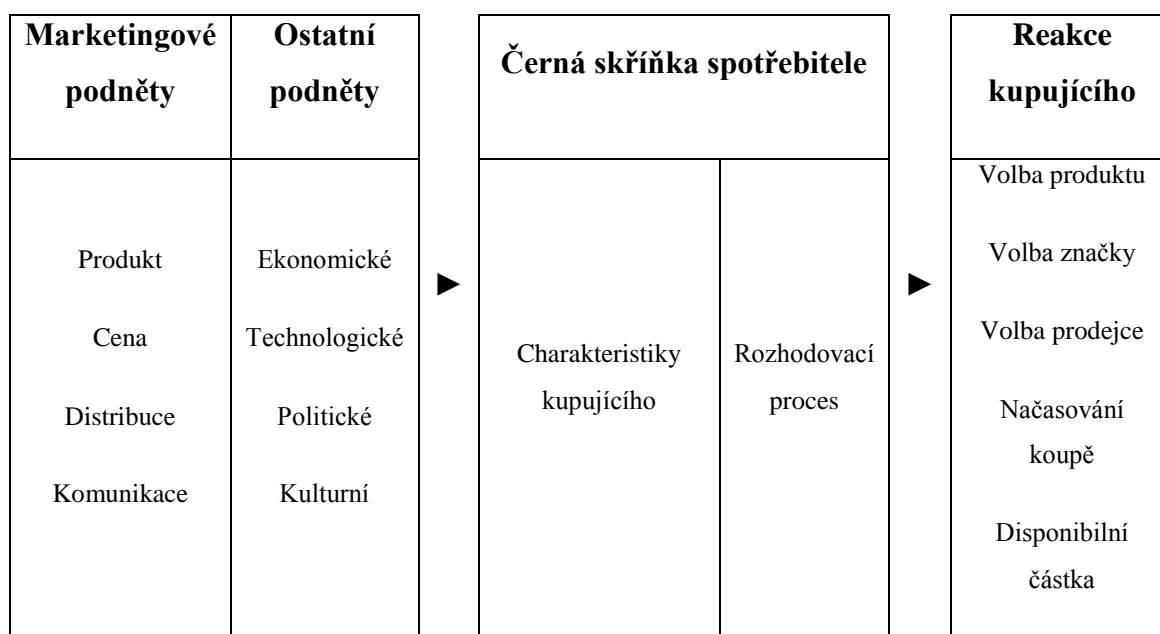 Marketingové
podněty
Ostatní
podněty
Černá skříňka spotřebitele
Reakce
kupujícího
Produkt
Cena
Distribuce
Komunikace
Ekonomické
Technologické
Politické
Kulturní
►
Charakteristiky
kupujícího
Rozhodovací
proces
►
Volba produktu
Volba značky
Volba prodejce
Načasování
koupě
Disponibilní
částka